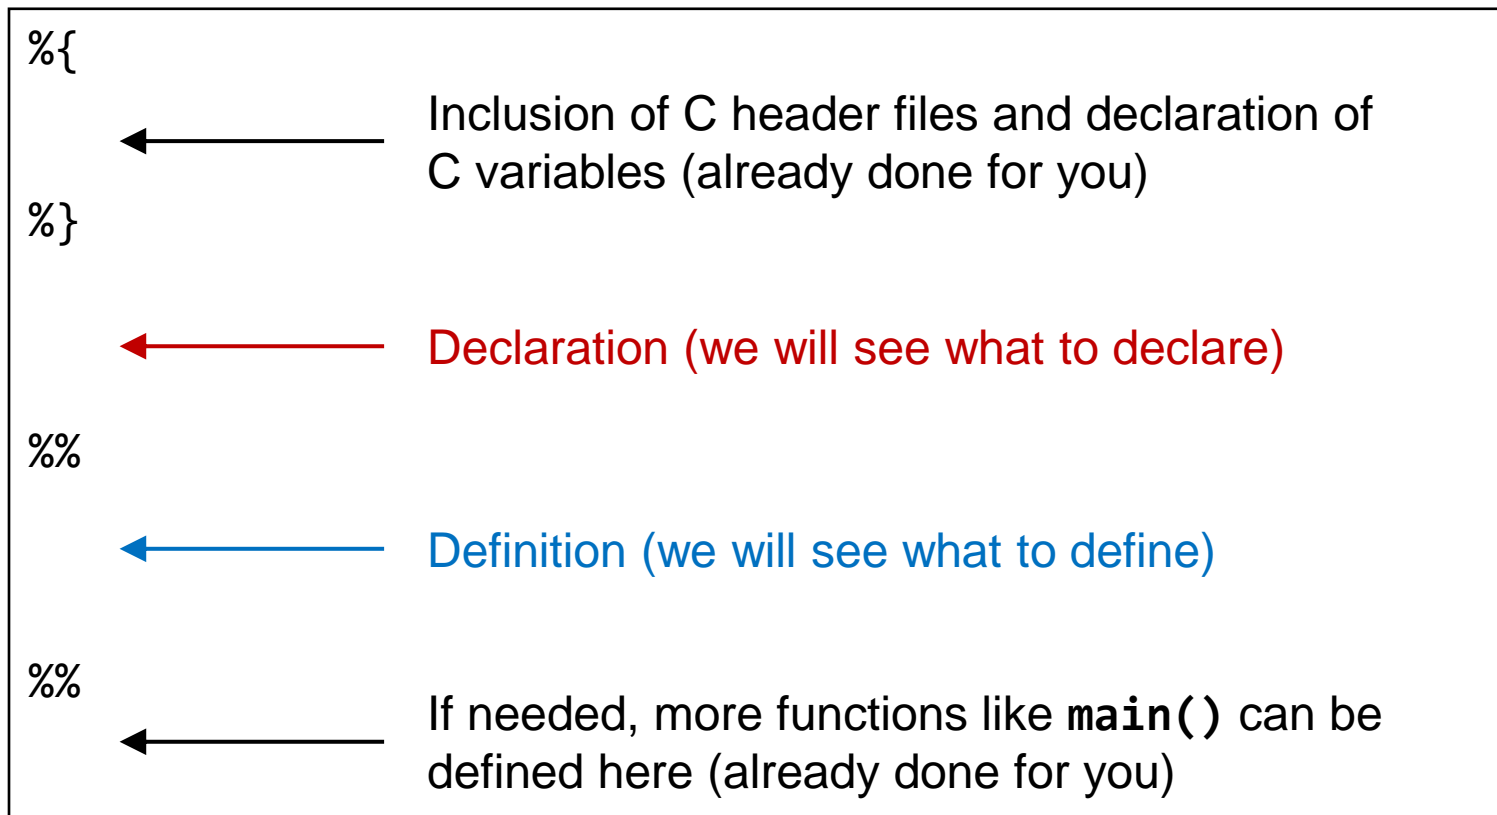 %{
Inclusion of C header files and declaration of
C variables (already done for you)
%}
Declaration (we will see what to declare)
%%
Definition (we will see what to define)
%%
If needed, more functions like main() can be
defined here (already done for you)